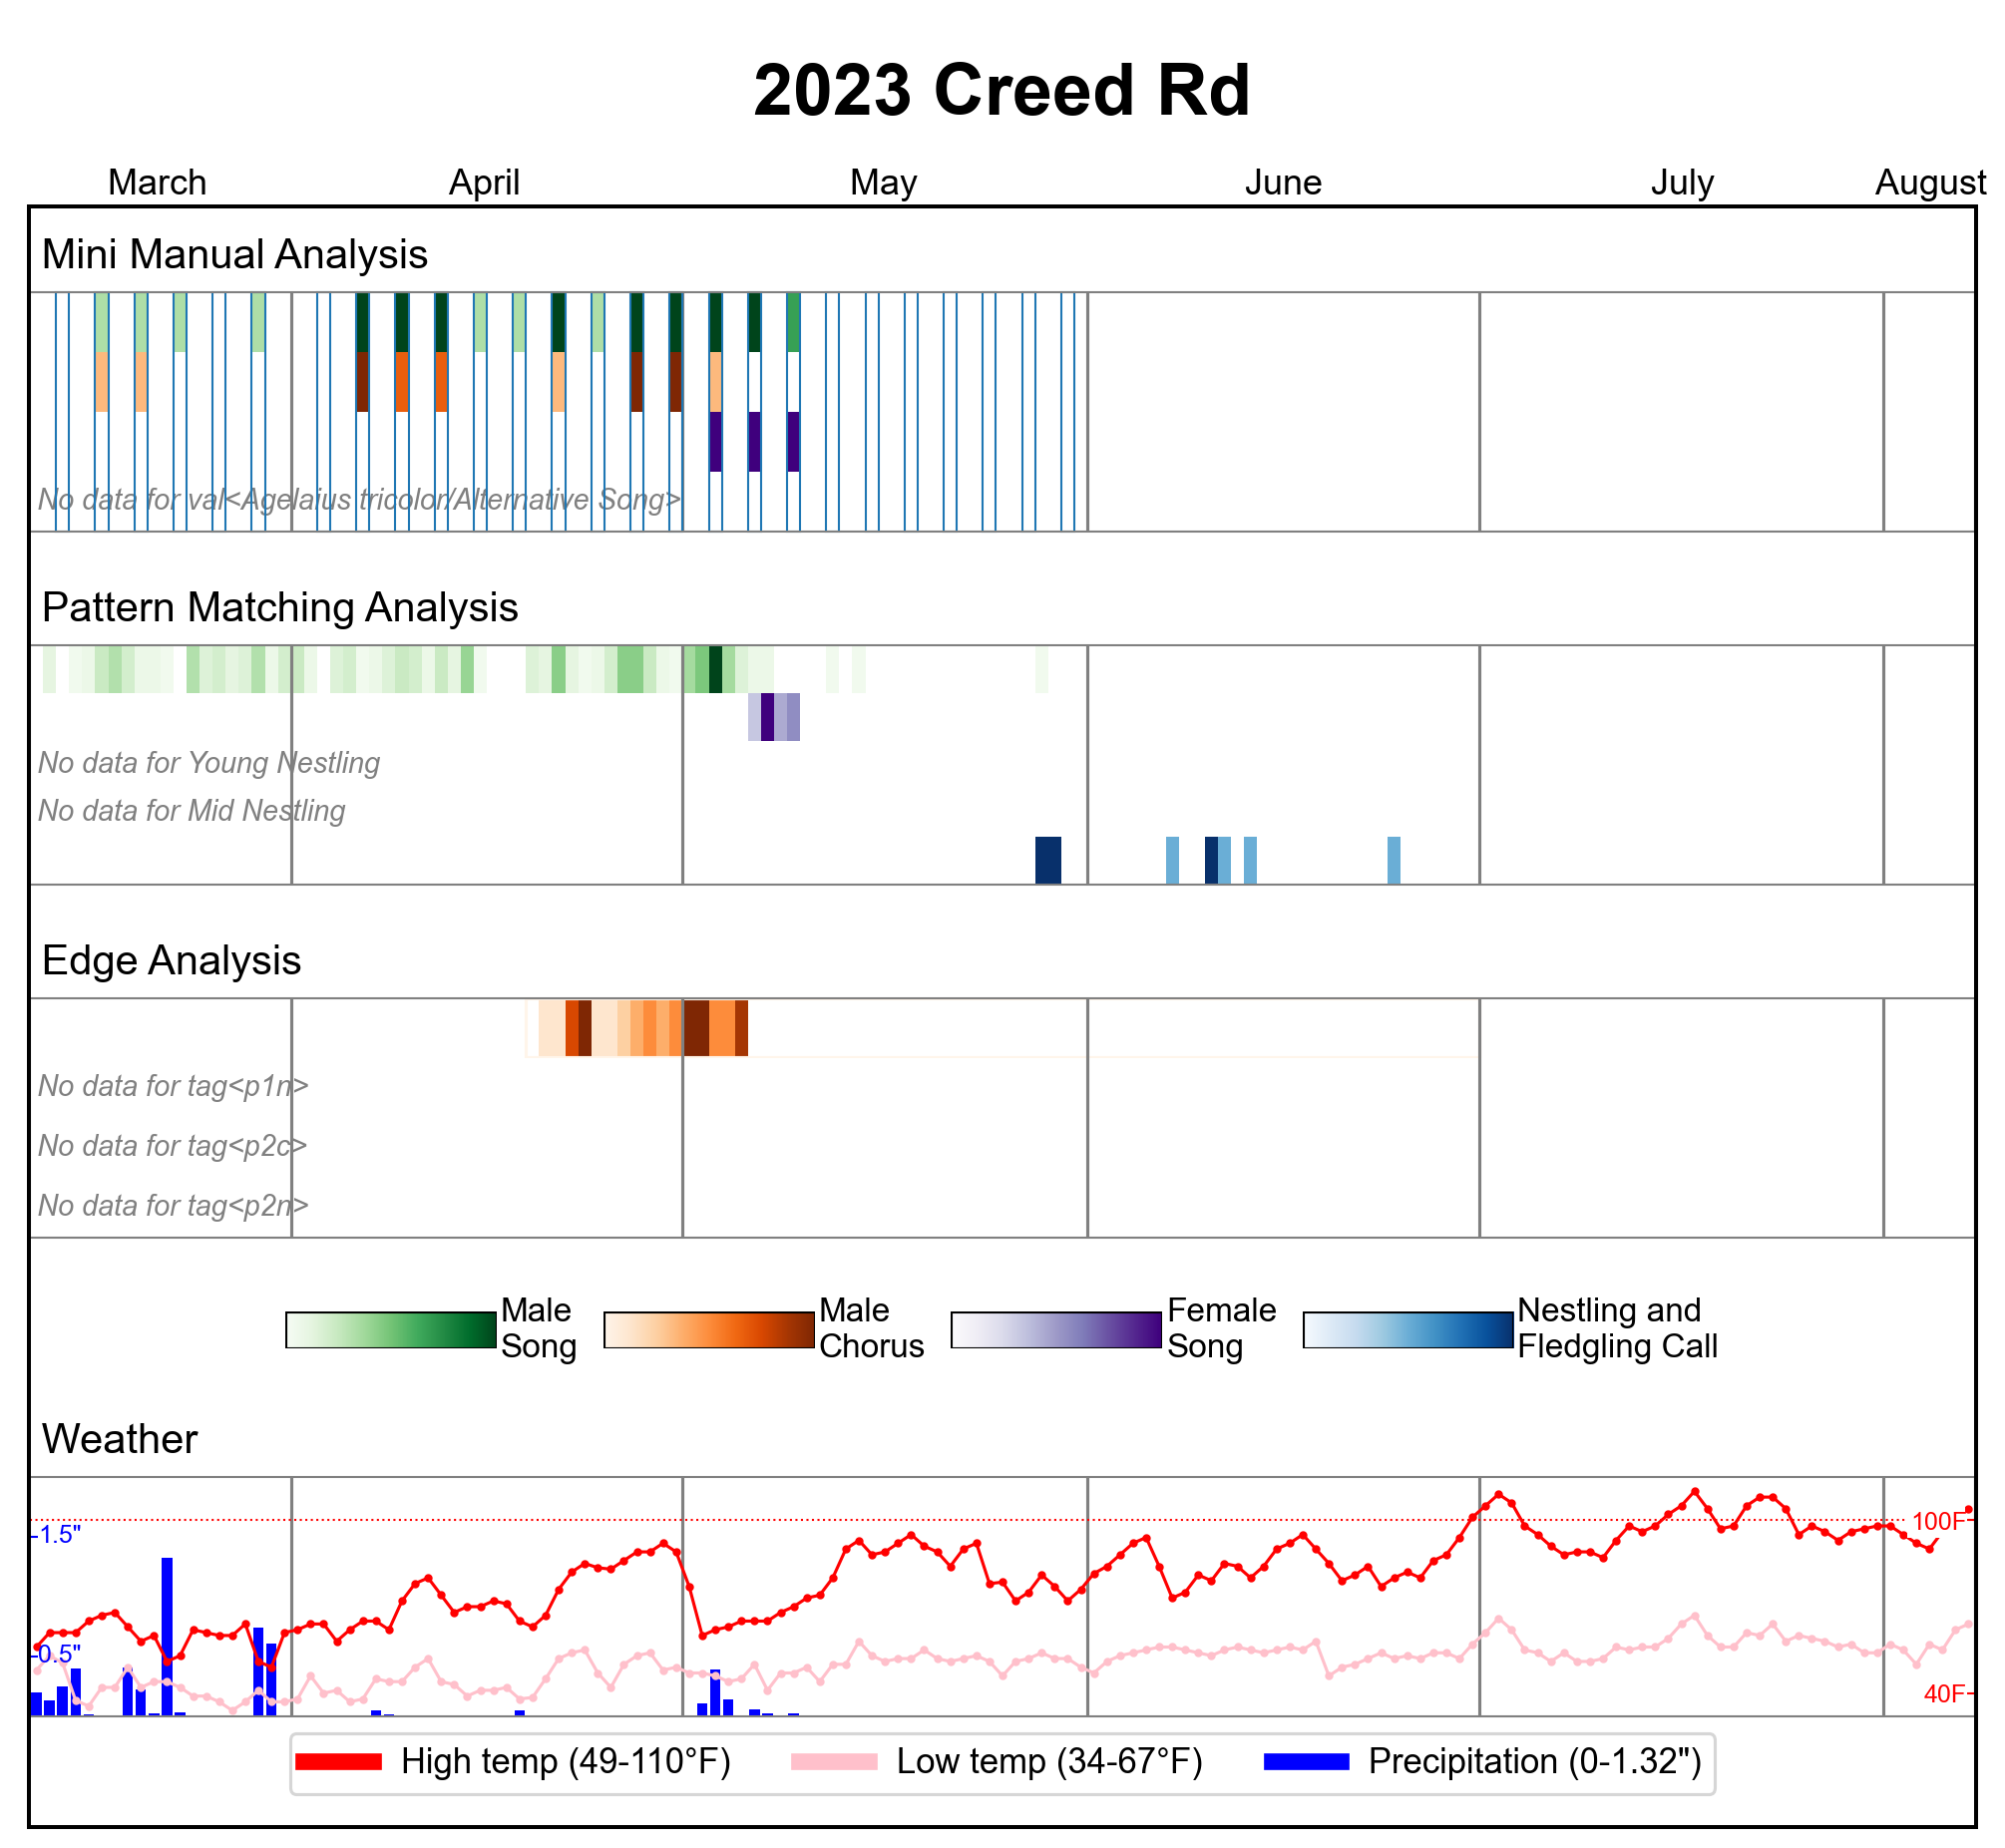 2023 Creed Rd
March April May June July August
Mini Manual Analysis
No data for val<Agelaius tricolor/Alternative Song>
Pattern Matching Analysis
No data for Young Nestling
No data for Mid Nestling
Edge Analysis
No data for tag<p1n>
No data for tag<p2c>
No data for tag<p2n>
Male
Song
Male
Chorus
Female
Song
Nestling and
Fledgling Call
Weather
1.5"
100F
0.5"
40F
High temp (49-110°F) Low temp (34-67°F) Precipitation (0-1.32")